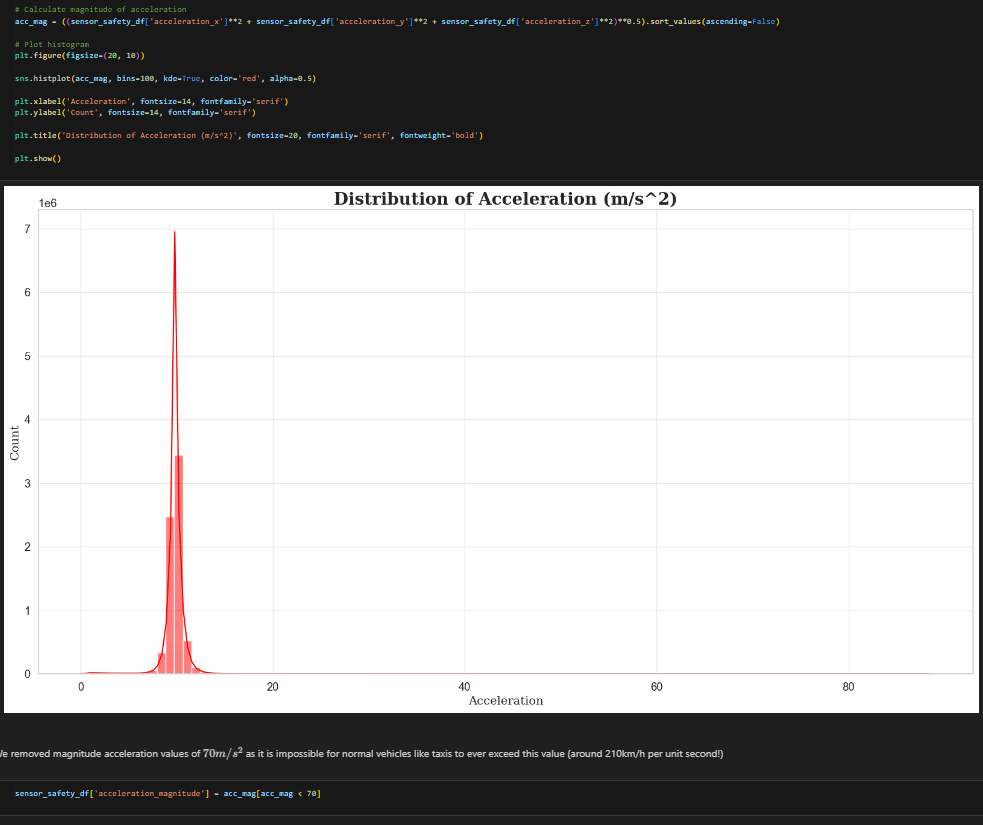 # Calculate magnitude of acceleration
acc_mag = ((sensor_safety_df['acceleration_x']**2 + sensor_safety_df['acceleration_y']**2 + sensor_safety_df['acceleration_z']**2)**0.5).sort_values(ascending=False)
# Plot histogram
plt.figure(figsize=(20, 10))
sns.histplot(acc_mag, bins=100, kde=True, color='red', alpha=0.5)
plt.xlabel('Acceleration', fontsize=14, fontfamily='serif')
plt.ylabel('Count', fontsize=14, fontfamily='serif')
plt.title('Distribution of Acceleration (m/s^2)', fontsize=20, fontfamily='serif', fontweight='bold')
plt.show()
Distribution of Acceleration (m/s^2)
1e6
7
6
5
4
3
2
1
0
Count
0 20 40 60 80
Acceleration
We removed magnitude acceleration values of 70m/s² as it is impossible for normal vehicles like taxis to ever exceed this value (around 210km/h per unit second!)
sensor_safety_df['acceleration_magnitude'] = acc_mag[acc_mag < 70]